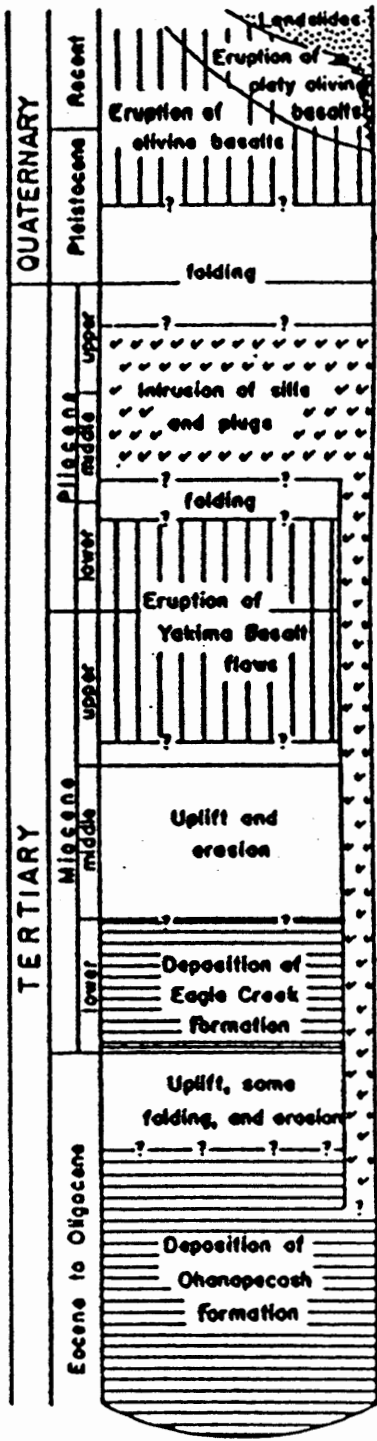 QUATERNARY
TERTIARY
Recent
Pleistocene
Pliocene
upper
middle
lower
Miocene
upper
middle
lower
Eocene to Oligocene
Landslides
Eruption of
platy olivine
basalts
Eruption of
olivine basalts
? ?
folding
? ?
Intrusion of sills
and plugs
? ?
folding
? ?
Eruption of
Yakima Basalt
flows
? ?
Uplift and
erosion
? ?
Deposition of
Eagle Creek
Formation
Uplift, some
folding, and erosion
? ? ? ?
?
Deposition of
Ohanapecosh
Formation